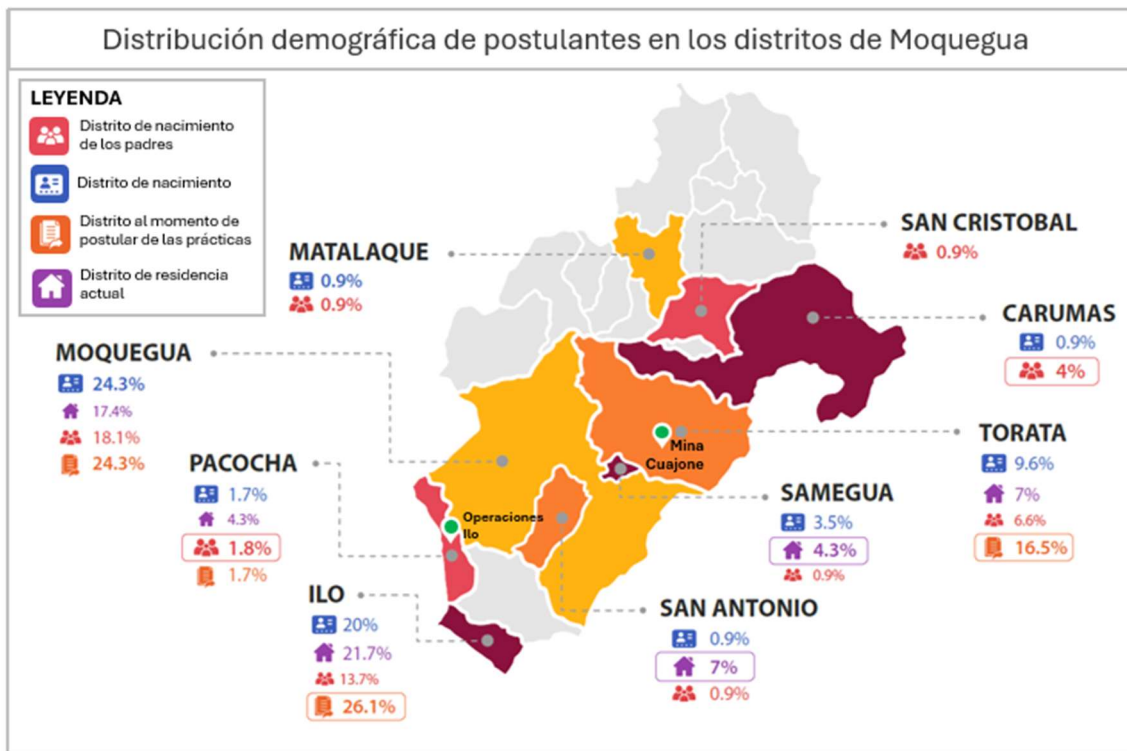 Distribución demográfica de postulantes en los distritos de Moquegua
LEYENDA
Distrito de nacimiento
de los padres
Distrito de nacimiento
Distrito al momento de
postular de las prácticas
Distrito de residencia
actual
MATALAQUE
0.9%
0.9%
SAN CRISTOBAL
0.9%
CARUMAS
0.9%
4%
MOQUEGUA
24.3%
17.4%
18.1%
24.3%
PACOCHA
1.7%
4.3%
1.8%
1.7%
Operaciones
Ilo
Mina
Cuajone
TORATA
9.6%
7%
6.6%
16.5%
SAMEGUA
3.5%
4.3%
0.9%
ILO
20%
21.7%
13.7%
26.1%
SAN ANTONIO
0.9%
7%
0.9%